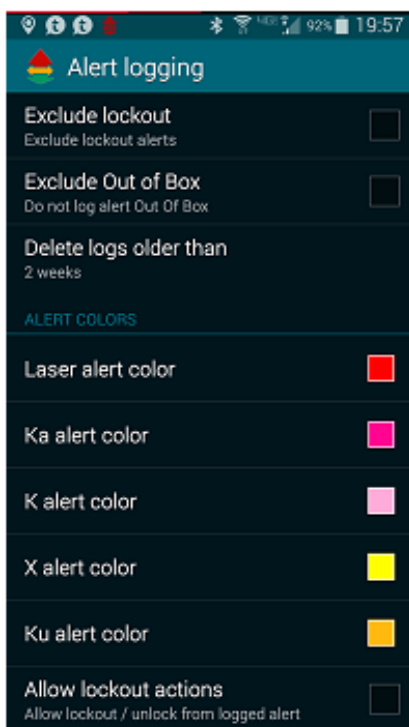 92% 19:57
Alert logging
Exclude lockout
Exclude lockout alerts
Exclude Out of Box
Do not log alert Out Of Box
Delete logs older than
2 weeks
ALERT COLORS
Laser alert color
Ka alert color
K alert color
X alert color
Ku alert color
Allow lockout actions
Allow lockout / unlock from logged alert